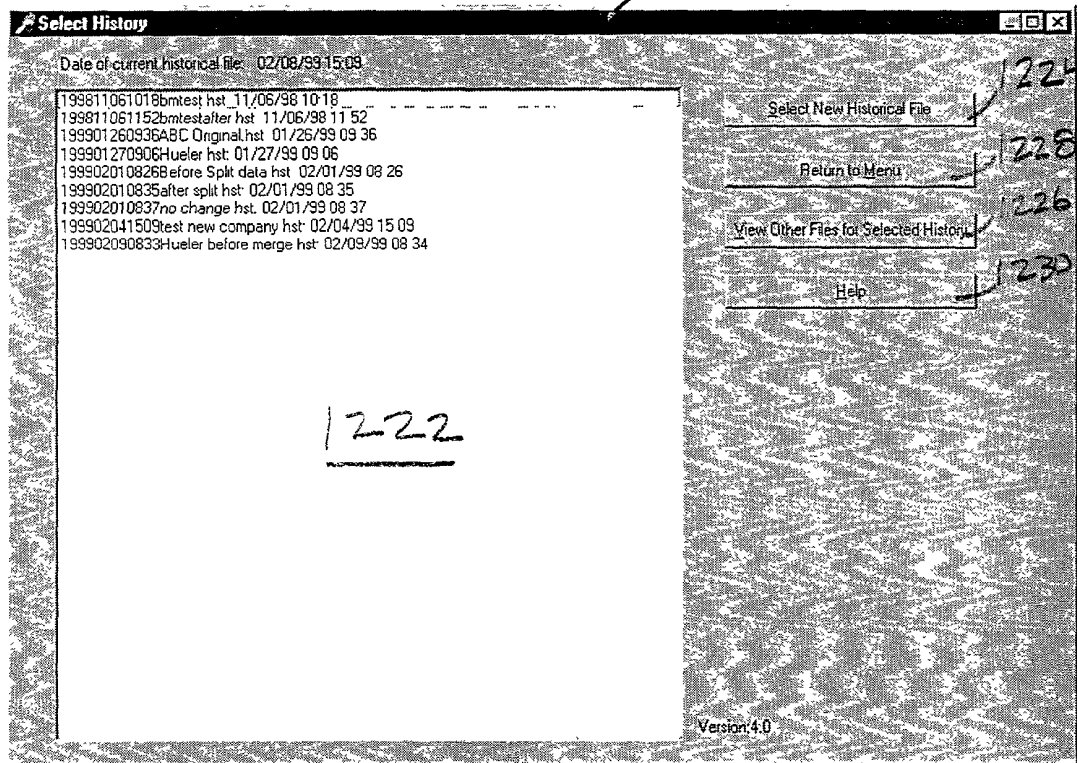 Select History
Date of current historical file: 02/08/99 15:09
199811061018bmtest hst 11/06/98 10 18
199811061152bmtestafter hst 11/06/98 11 52
199901260936ABC Original.hst 01/26/99 09 36
199901270906Hueler hst: 01/27/99 09 06
199902010826Before Split data hst 02/01/99 08 26
199902010835after split hst: 02/01/99 08 35
199902010837no change hst. 02/01/99 08 37
199902041509test new company hst: 02/04/99 15 09
199902090833Hueler before merge hst: 02/09/99 08 34
1222
Select New Historical File
1224
Return to Menu
1228
View Other Files for Selected History
1226
Help
1230
Version:4.0